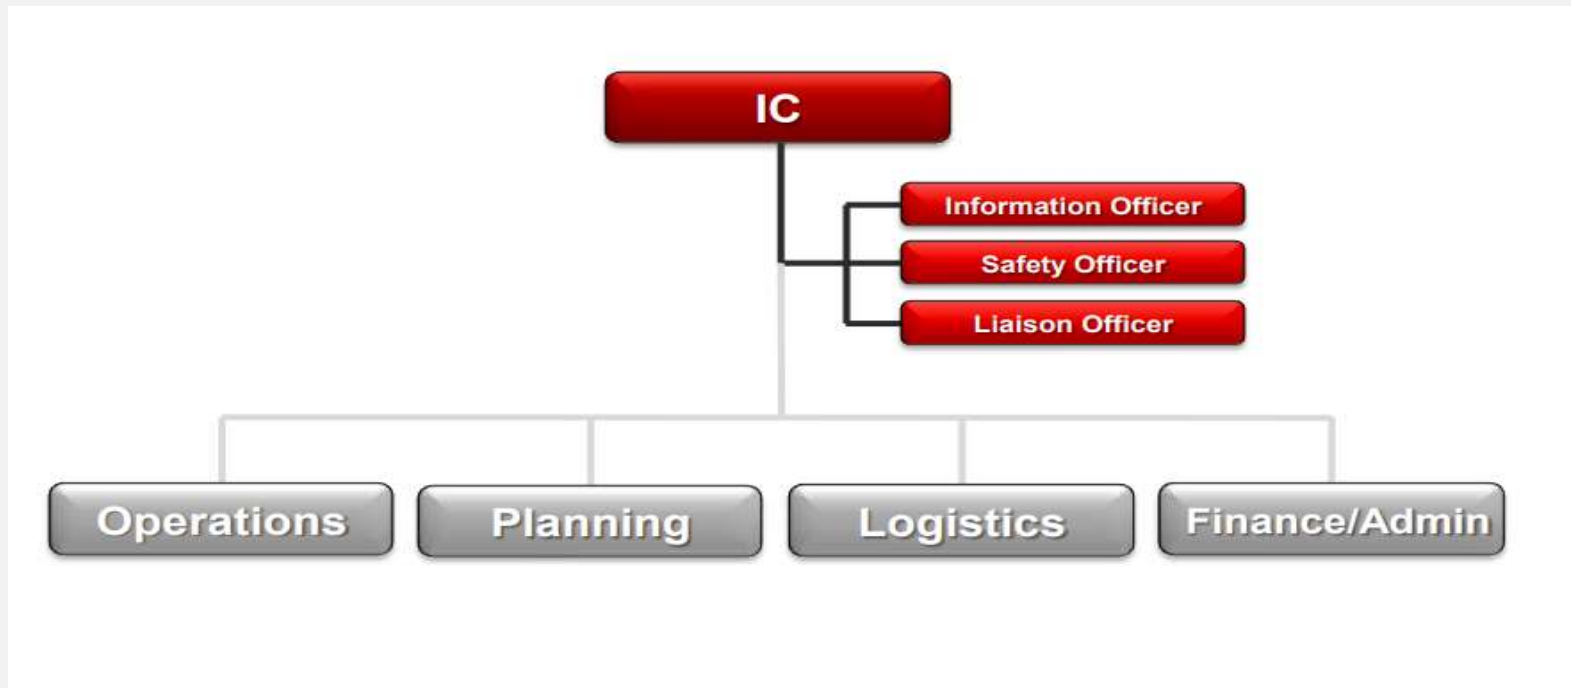 IC
Information Officer
Safety Officer
Liaison Officer
Operations
Planning
Logistics
Finance/Admin